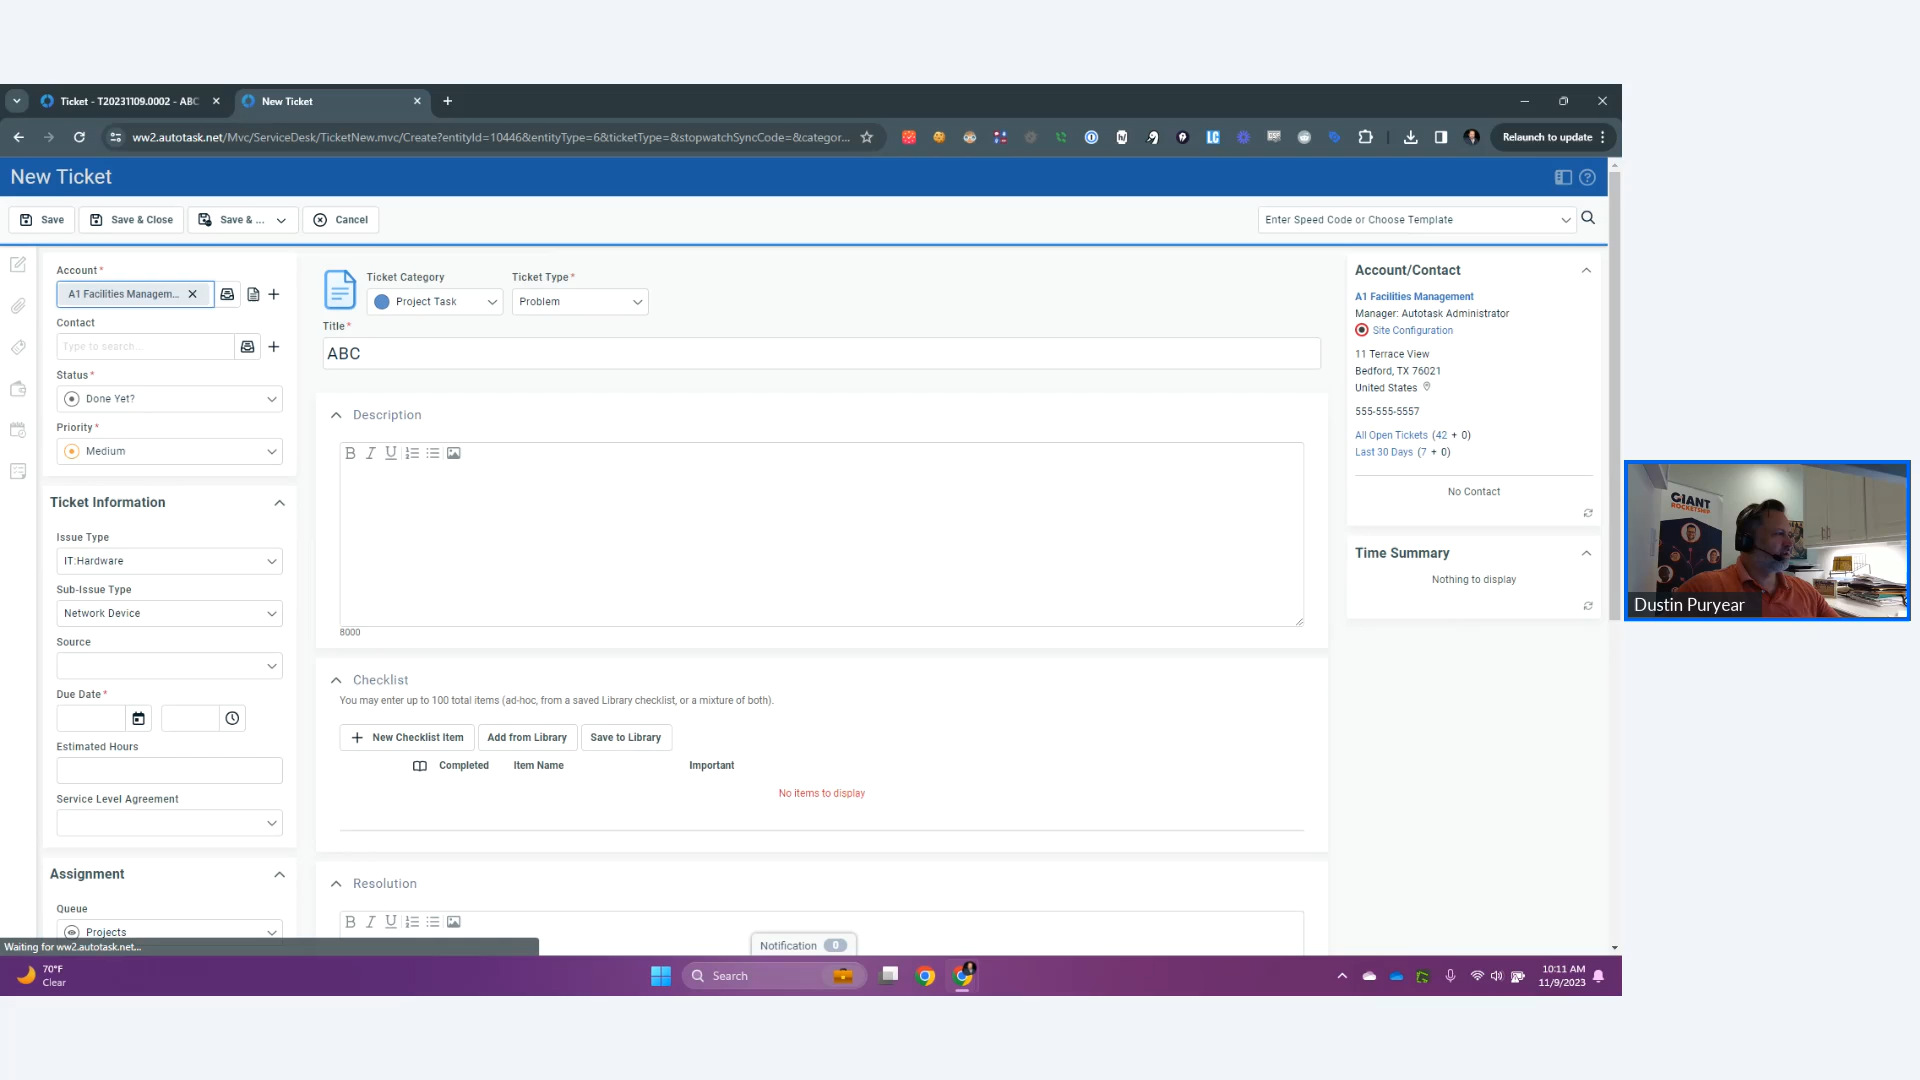 Ticket - T20231109.0002 - ABC
New Ticket
ww2.autotask.net/Mvc/ServiceDesk/TicketNew.mvc/Create?entityId=10446&entityType=6&ticketType=&stopwatchSyncCode=&categor...
Relaunch to update
New Ticket
Save
Save & Close
Save & ...
Cancel
Enter Speed Code or Choose Template
Account*
A1 Facilities Managem...
Contact
Type to search...
Status*
Done Yet?
Priority*
Medium
Ticket Information
Issue Type
IT:Hardware
Sub-Issue Type
Network Device
Source
Due Date*
Estimated Hours
Service Level Agreement
Assignment
Queue
Projects
Ticket Category
Project Task
Ticket Type*
Problem
Title*
ABC
Description
8000
Checklist
You may enter up to 100 total items (ad-hoc, from a saved Library checklist, or a mixture of both).
New Checklist Item
Add from Library
Save to Library
Completed
Item Name
Important
No items to display
Resolution
Account/Contact
A1 Facilities Management
Manager: Autotask Administrator
Site Configuration
11 Terrace View
Bedford, TX 76021
United States
555-555-5557
All Open Tickets (42 + 0)
Last 30 Days (7 + 0)
No Contact
Time Summary
Nothing to display
GIANT
ROCKETSHIP
Dustin Puryear
Waiting for ww2.autotask.net...
Notification 0
70°F
Clear
Search
10:11 AM
11/9/2023